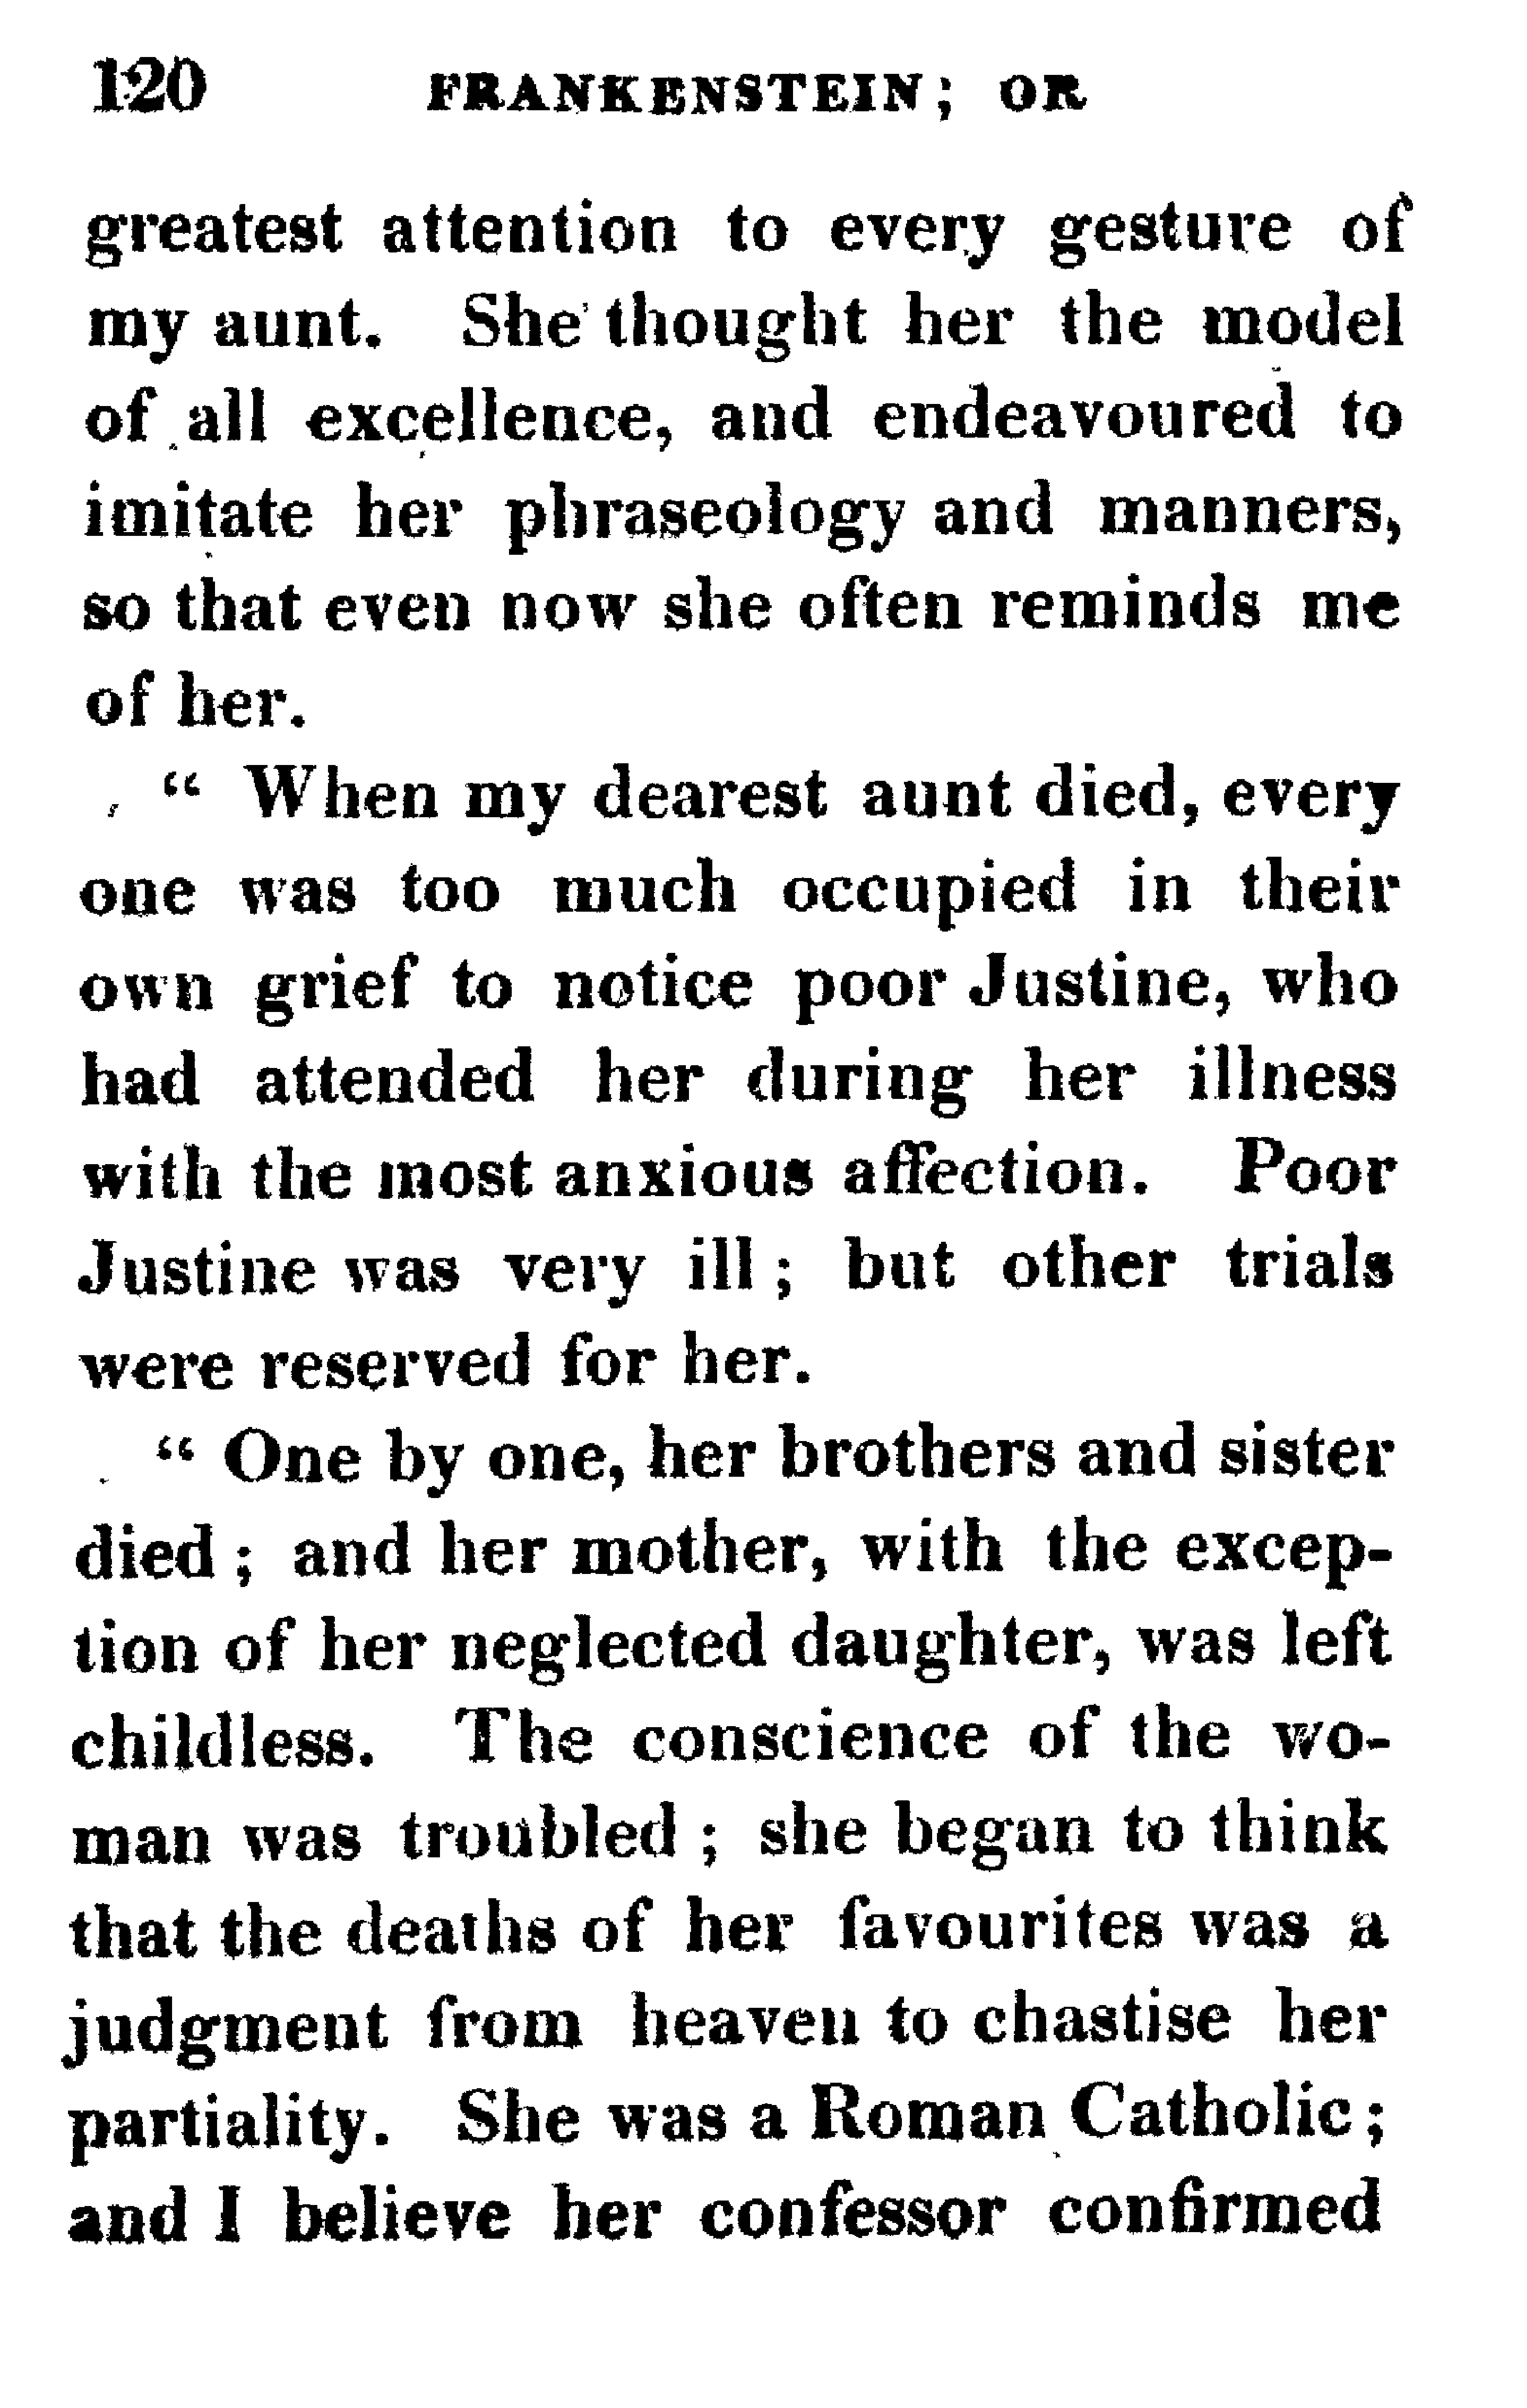 120 FRANKENSTEIN; OR
greatest attention to every gesture of
my aunt. She thought her the model
of all excellence, and endeavoured to
imitate her phraseology and manners,
so that even now she often reminds me
of her.
“ When my dearest aunt died, every
one was too much occupied in their
own grief to notice poor Justine, who
had attended her during her illness
with the most anxious affection. Poor
Justine was very ill ; but other trials
were reserved for her.
“ One by one, her brothers and sister
died ; and her mother, with the excep-
tion of her neglected daughter, was left
childless. The conscience of the wo-
man was troubled ; she began to think
that the deaths of her favourites was a
judgment from heaven to chastise her
partiality. She was a Roman Catholic ;
and I believe her confessor confirmed